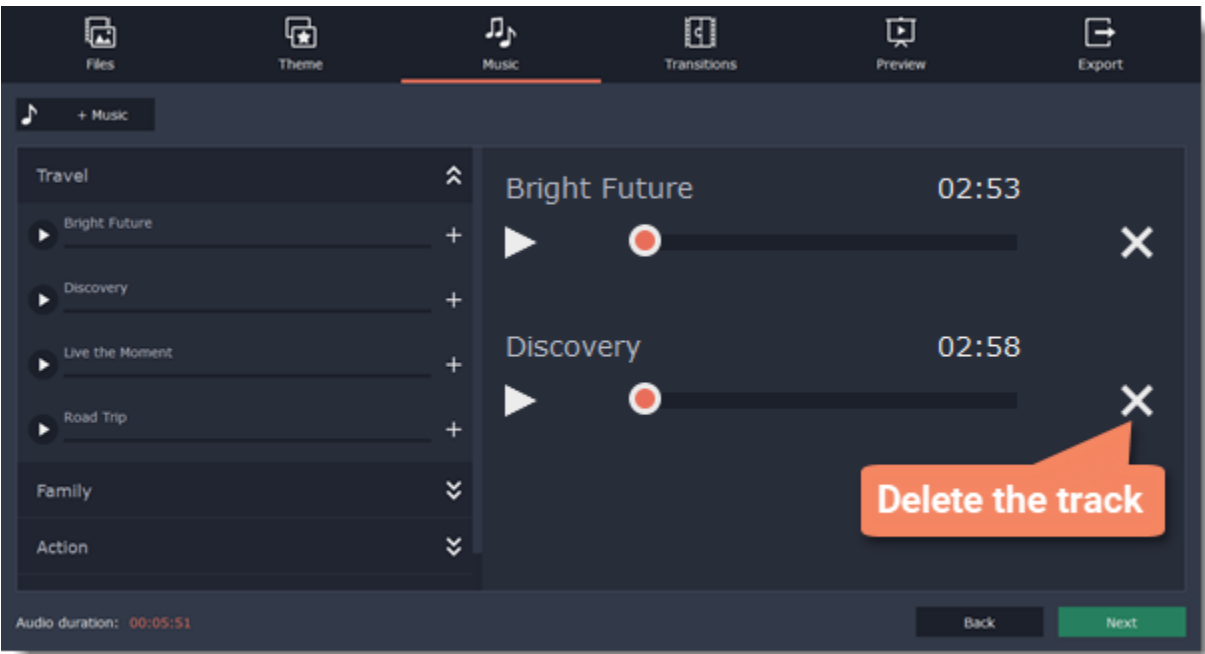 Files
Theme
Music
Transitions
Preview
Export
+ Music
Travel
Bright Future
Discovery
Live the Moment
Road Trip
Family
Action
Bright Future 02:53
Discovery 02:58
Delete the track
Audio duration: 00:05:51
Back
Next